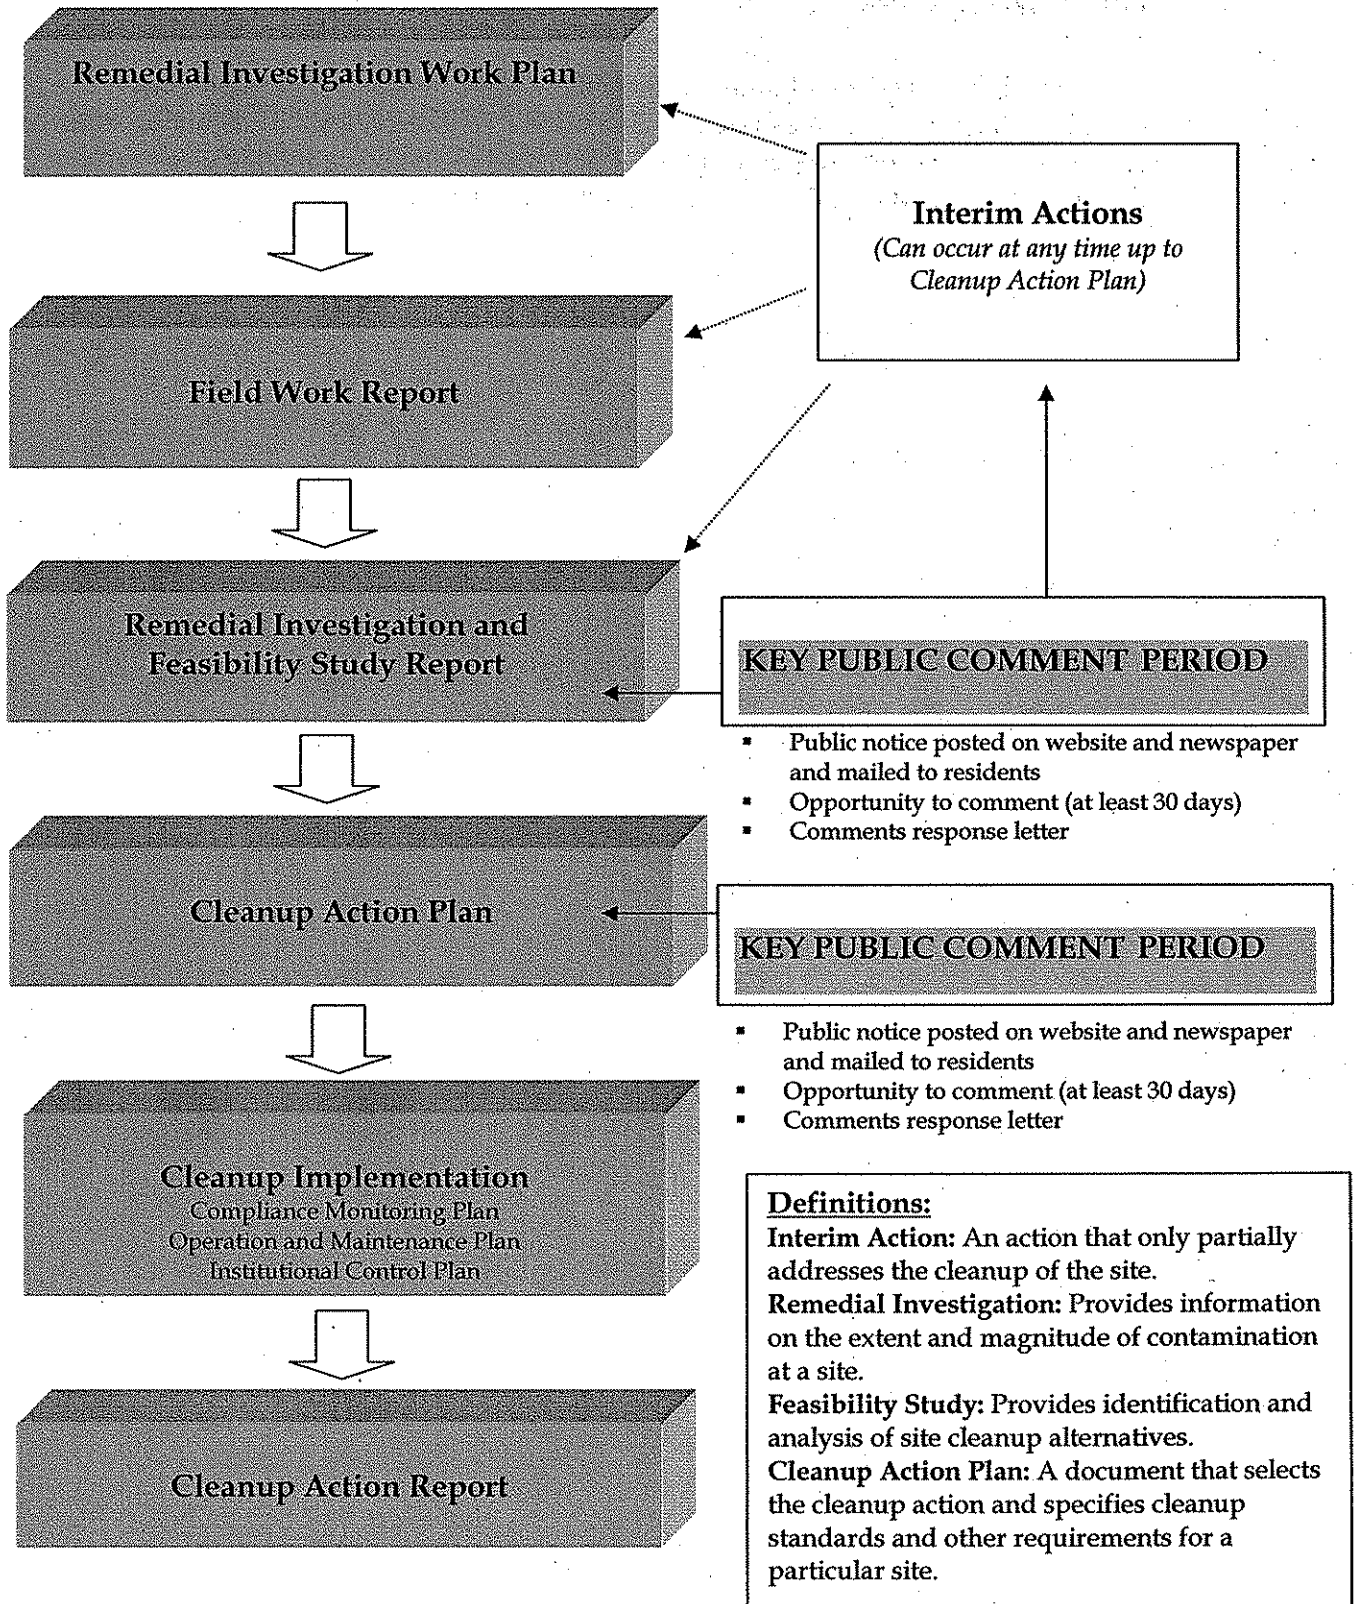 Remedial Investigation Work Plan
Interim Actions
(Can occur at any time up to
Cleanup Action Plan)
Field Work Report
Remedial Investigation and
Feasibility Study Report
KEY PUBLIC COMMENT PERIOD
▪ Public notice posted on website and newspaper
and mailed to residents
▪ Opportunity to comment (at least 30 days)
▪ Comments response letter
Cleanup Action Plan
KEY PUBLIC COMMENT PERIOD
▪ Public notice posted on website and newspaper
and mailed to residents
▪ Opportunity to comment (at least 30 days)
▪ Comments response letter
Cleanup Implementation
Compliance Monitoring Plan
Operation and Maintenance Plan
Institutional Control Plan
Definitions:
Interim Action: An action that only partially
addresses the cleanup of the site.
Remedial Investigation: Provides information
on the extent and magnitude of contamination
at a site.
Feasibility Study: Provides identification and
analysis of site cleanup alternatives.
Cleanup Action Plan: A document that selects
the cleanup action and specifies cleanup
standards and other requirements for a
particular site.
Cleanup Action Report